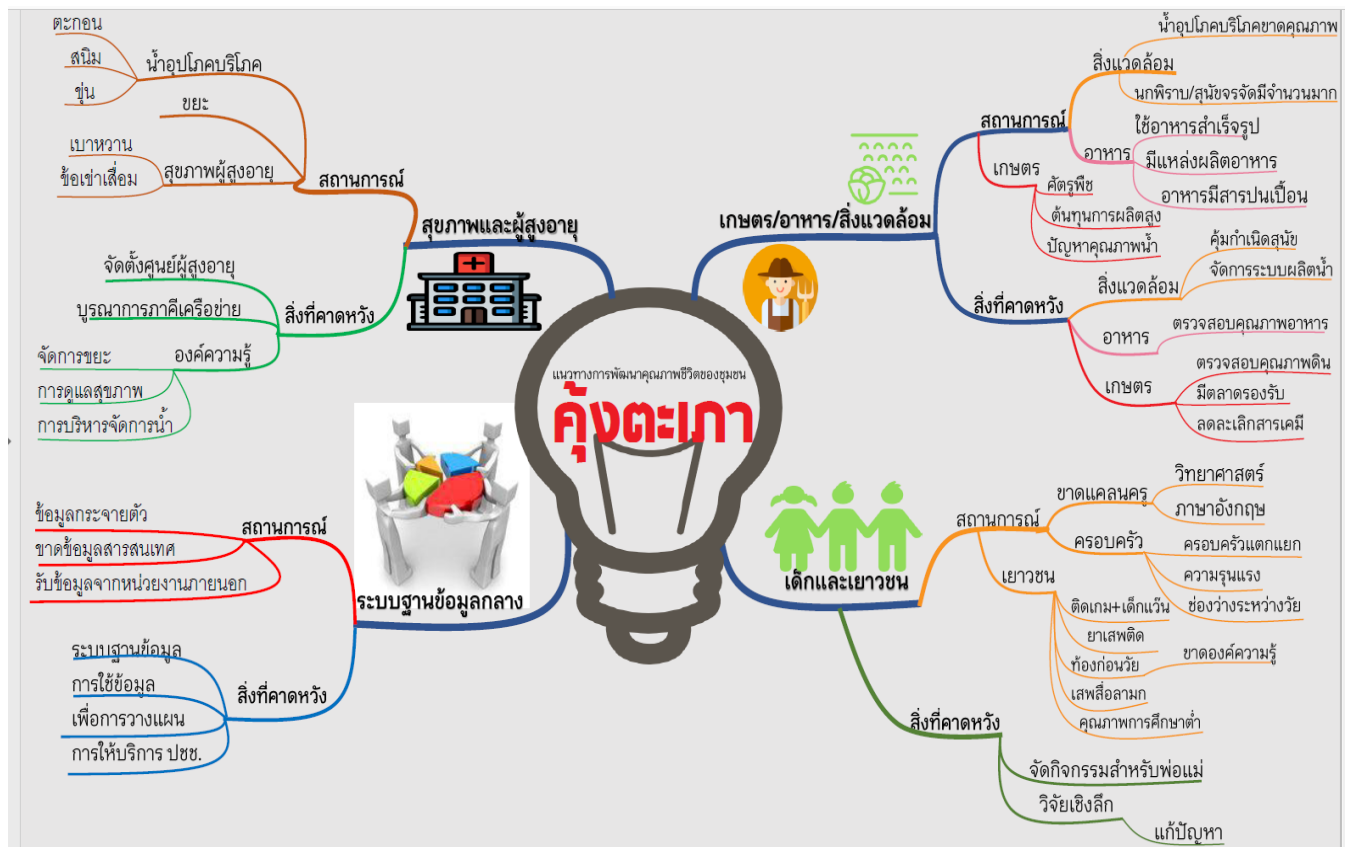 แนวทางการพัฒนาคุณภาพชีวิตของชุมชน
คุ้งตะเภา
สุขภาพและผู้สูงอายุ
สถานการณ์
น้ำอุปโภคบริโภค
ตะกอน
สนิม
ขุ่น
ขยะ
สุขภาพผู้สูงอายุ
เบาหวาน
ข้อเข่าเสื่อม
สิ่งที่คาดหวัง
จัดตั้งศูนย์ผู้สูงอายุ
บูรณาการภาคีเครือข่าย
องค์ความรู้
จัดการขยะ
การดูแลสุขภาพ
การบริหารจัดการน้ำ
เกษตร/อาหาร/สิ่งแวดล้อม
สถานการณ์
สิ่งแวดล้อม
น้ำอุปโภคบริโภคขาดคุณภาพ
นกพิราบ/สุนัขจรจัดมีจำนวนมาก
อาหาร
ใช้อาหารสำเร็จรูป
มีแหล่งผลิตอาหาร
อาหารมีสารปนเปื้อน
เกษตร
ศัตรูพืช
ต้นทุนการผลิตสูง
ปัญหาคุณภาพน้ำ
สิ่งที่คาดหวัง
สิ่งแวดล้อม
คุ้มกำเนิดสุนัข
จัดการระบบผลิตน้ำ
อาหาร
ตรวจสอบคุณภาพอาหาร
เกษตร
ตรวจสอบคุณภาพดิน
มีตลาดรองรับ
ลดละเลิกสารเคมี
ระบบฐานข้อมูลกลาง
สถานการณ์
ข้อมูลกระจายตัว
ขาดข้อมูลสารสนเทศ
รับข้อมูลจากหน่วยงานภายนอก
สิ่งที่คาดหวัง
ระบบฐานข้อมูล
การใช้ข้อมูล
เพื่อการวางแผน
การให้บริการ ปชช.
เด็กและเยาวชน
สถานการณ์
ขาดแคลนครู
วิทยาศาสตร์
ภาษาอังกฤษ
ครอบครัว
ครอบครัวแตกแยก
ความรุนแรง
ช่องว่างระหว่างวัย
เยาวชน
ติดเกม+เด็กแว๊น
ยาเสพติด
ท้องก่อนวัย
ขาดองค์ความรู้
เสพสื่อลามก
คุณภาพการศึกษาต่ำ
สิ่งที่คาดหวัง
จัดกิจกรรมสำหรับพ่อแม่
วิจัยเชิงลึก
แก้ปัญหา